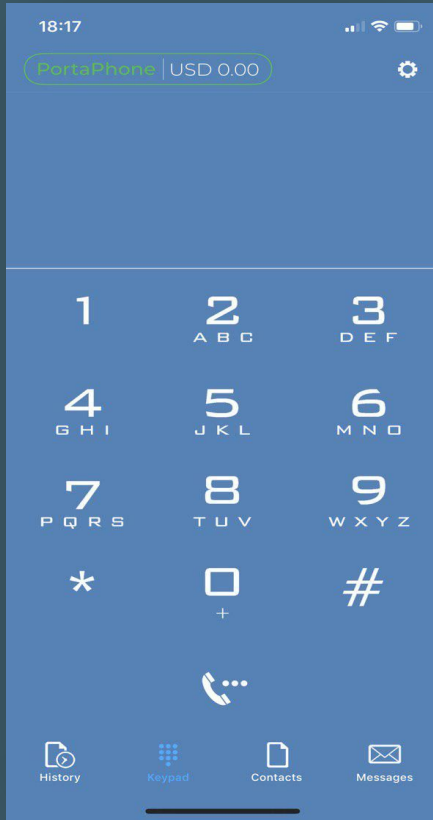 18:17
PortaPhone USD 0.00
1 2 3
ABC DEF
4 5 6
GHI JKL MNO
7 8 9
PQRS TUV WXYZ
* 0 #
+
History Keypad Contacts Messages